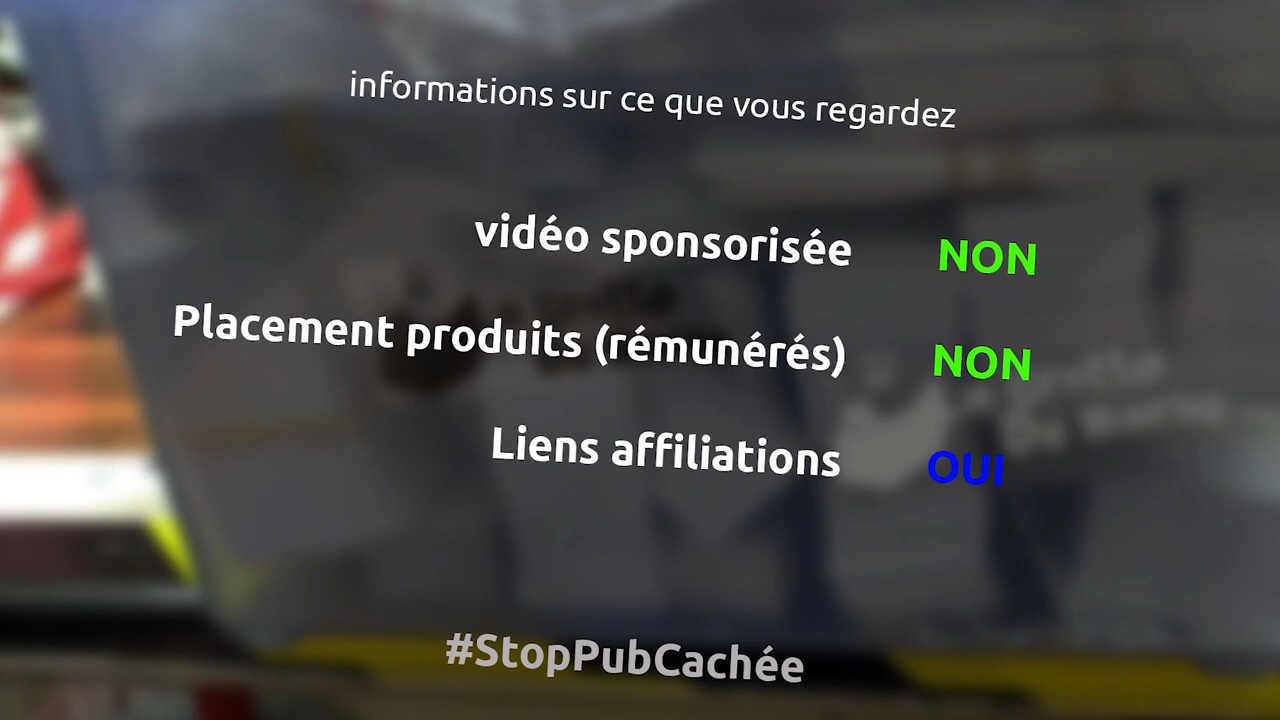 informations sur ce que vous regardez
vidéo sponsorisée NON
Placement produits (rémunérés) NON
Liens affiliations OUI
#StopPubCachée